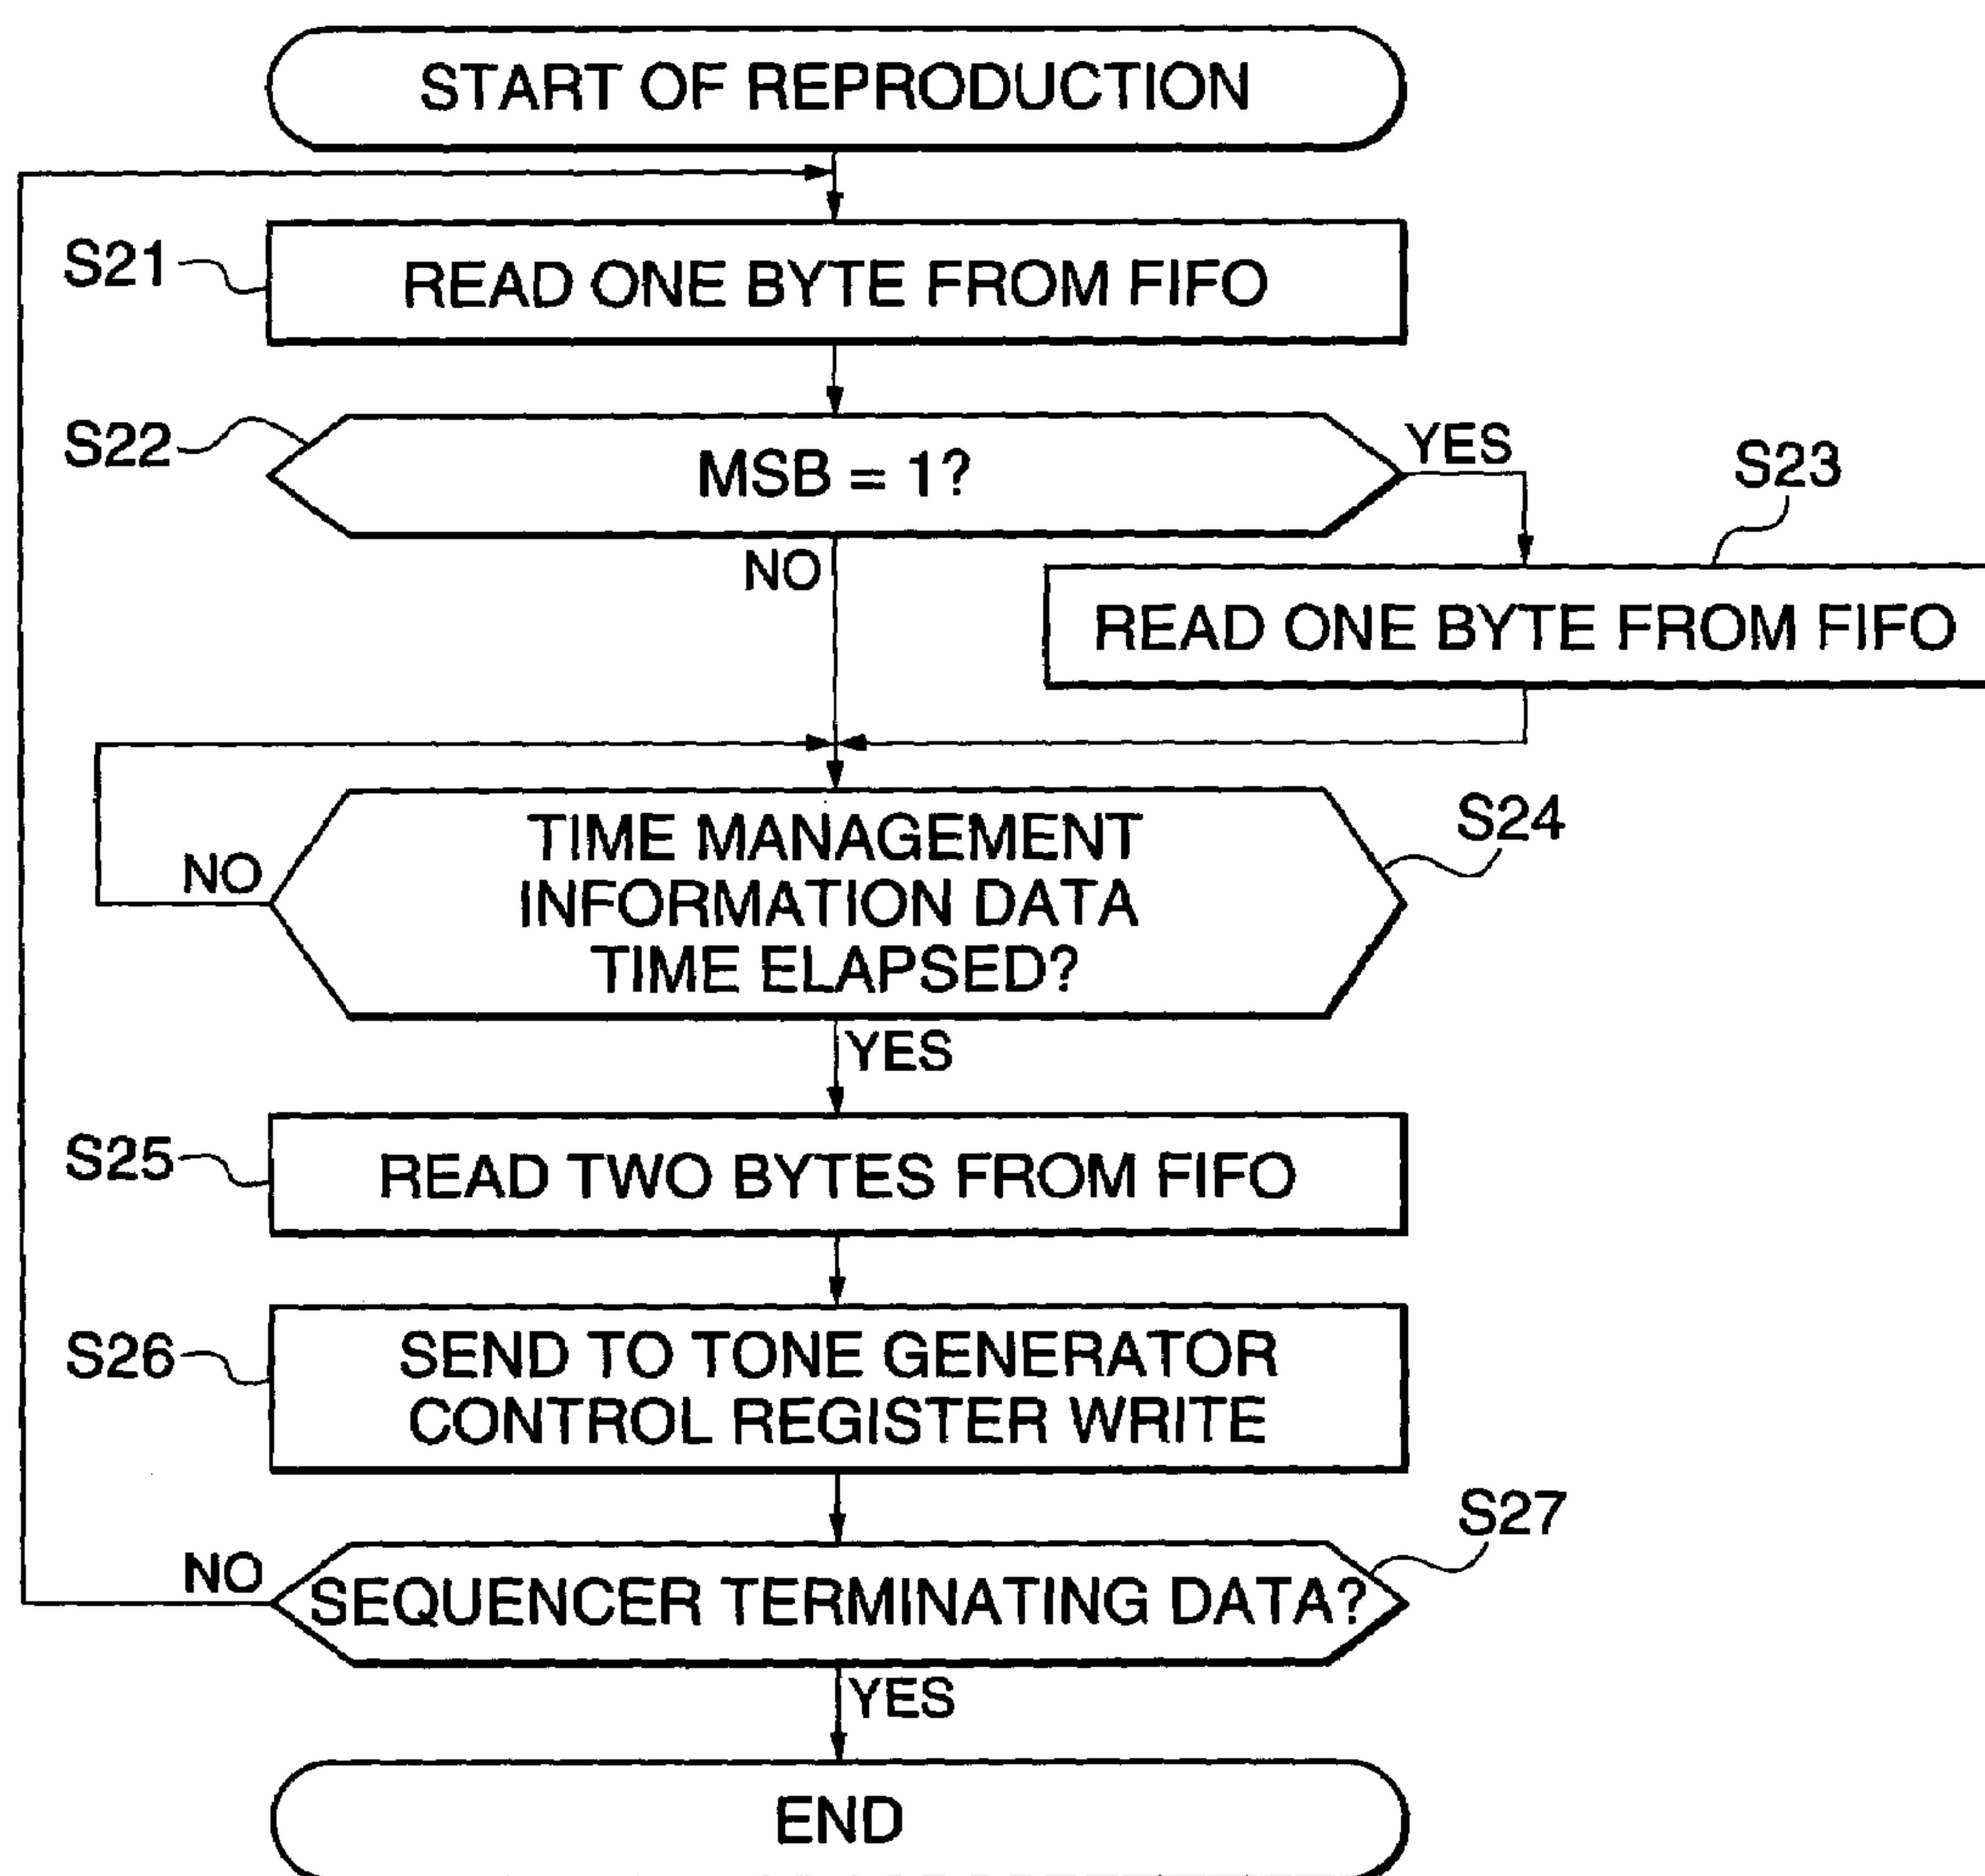 START OF REPRODUCTION
S21
READ ONE BYTE FROM FIFO
S22
MSB = 1?
YES
S23
NO
READ ONE BYTE FROM FIFO
TIME MANAGEMENT
INFORMATION DATA
TIME ELAPSED?
S24
NO
YES
S25
READ TWO BYTES FROM FIFO
S26
SEND TO TONE GENERATOR
CONTROL REGISTER WRITE
S27
NO
SEQUENCER TERMINATING DATA?
YES
END